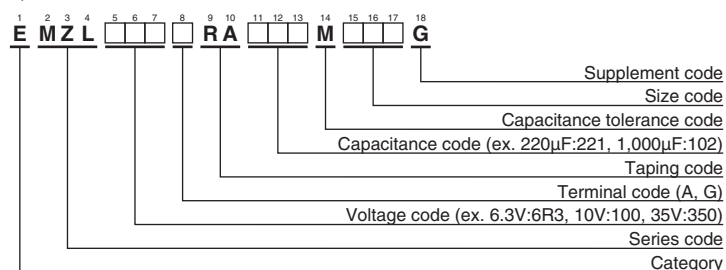 1 2 3 4 5 6 7 8 9 10 11 12 13 14 15 16 17 18
E M Z L □□□ □ R A □□□ M □□□ G
Supplement code
Size code
Capacitance tolerance code
Capacitance code (ex. 220μF:221, 1,000μF:102)
Taping code
Terminal code (A, G)
Voltage code (ex. 6.3V:6R3, 10V:100, 35V:350)
Series code
Category